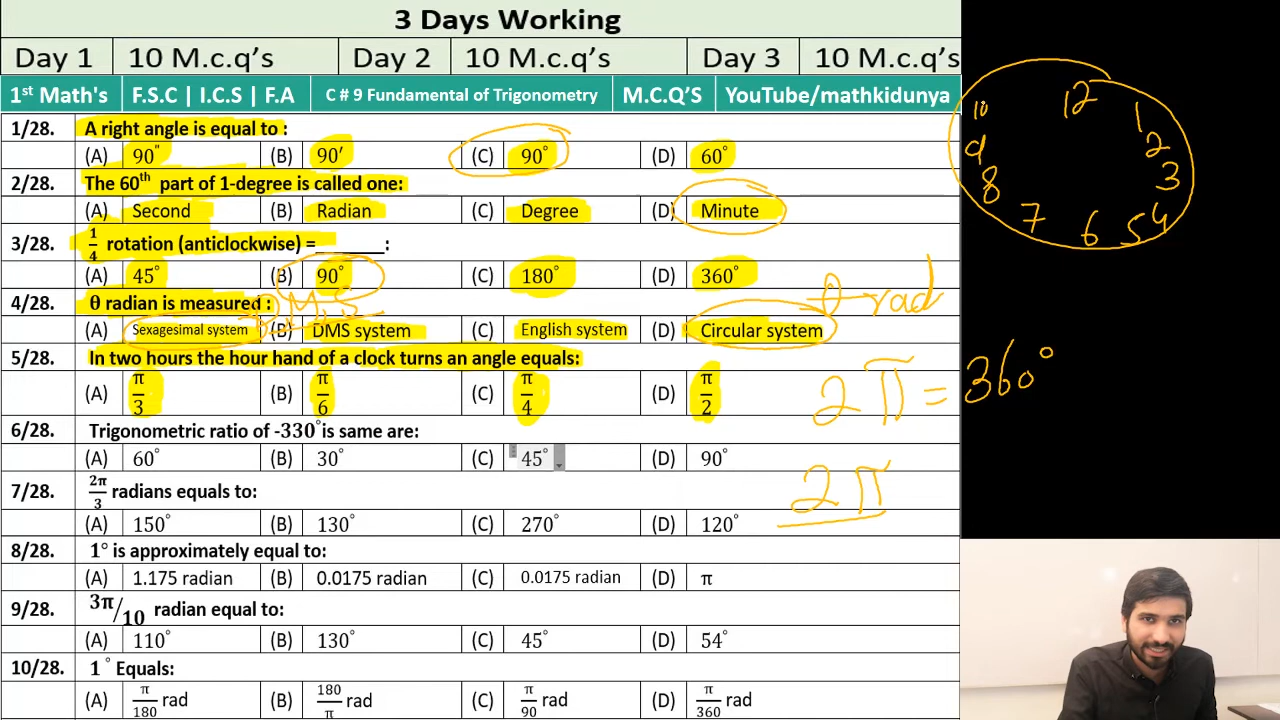 3 Days Working
Day 1 10 M.c.q's Day 2 10 M.c.q's Day 3 10 M.c.q's
1st Math's F.S.C | I.C.S | F.A C # 9 Fundamental of Trigonometry M.C.Q'S YouTube/mathkidunya
1/28. A right angle is equal to :
(A) 90″ (B) 90′ (C) 90° (D) 60°
2/28. The 60th part of 1-degree is called one:
(A) Second (B) Radian (C) Degree (D) Minute
3/28. 1/4 rotation (anticlockwise) =______:
(A) 45° (B) 90° (C) 180° (D) 360°
4/28. θ radian is measured :
D.M.S
θ rad
(A) Sexagesimal system (B) DMS system (C) English system (D) Circular system
5/28. In two hours the hour hand of a clock turns an angle equals:
(A) π/3 (B) π/6 (C) π/4 (D) π/2
2π = 360°
6/28. Trigonometric ratio of -330° is same are:
(A) 60° (B) 30° (C) 45° (D) 90°
7/28. 2π/3 radians equals to:
2π
(A) 150° (B) 130° (C) 270° (D) 120°
8/28. 1° is approximately equal to:
(A) 1.175 radian (B) 0.0175 radian (C) 0.0175 radian (D) π
9/28. 3π/10 radian equal to:
(A) 110° (B) 130° (C) 45° (D) 54°
10/28. 1° Equals:
(A) π/180 rad (B) 180/π rad (C) π/90 rad (D) π/360 rad
12
10 1
9 2
8 3
7 6 5 4